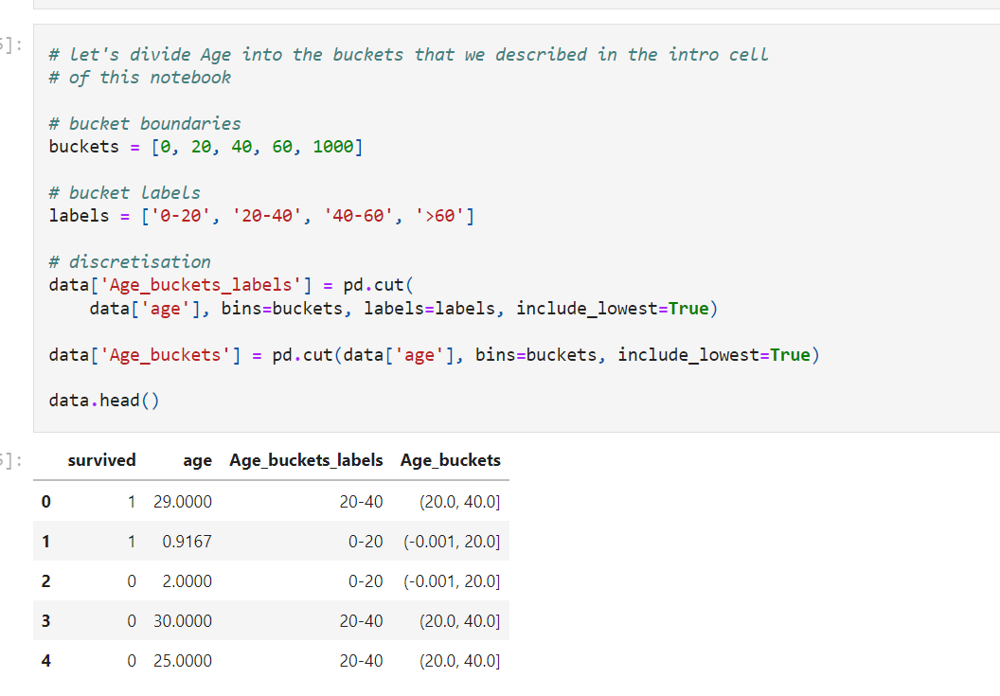 5]:
# let's divide Age into the buckets that we described in the intro cell
# of this notebook
# bucket boundaries
buckets = [0, 20, 40, 60, 1000]
# bucket labels
labels = ['0-20', '20-40', '40-60', '>60']
# discretisation
data['Age_buckets_labels'] = pd.cut(
    data['age'], bins=buckets, labels=labels, include_lowest=True)
data['Age_buckets'] = pd.cut(data['age'], bins=buckets, include_lowest=True)
data.head()
5]:
survived age Age_buckets_labels Age_buckets
0 1 29.0000 20-40 (20.0, 40.0]
1 1 0.9167 0-20 (-0.001, 20.0]
2 0 2.0000 0-20 (-0.001, 20.0]
3 0 30.0000 20-40 (20.0, 40.0]
4 0 25.0000 20-40 (20.0, 40.0]